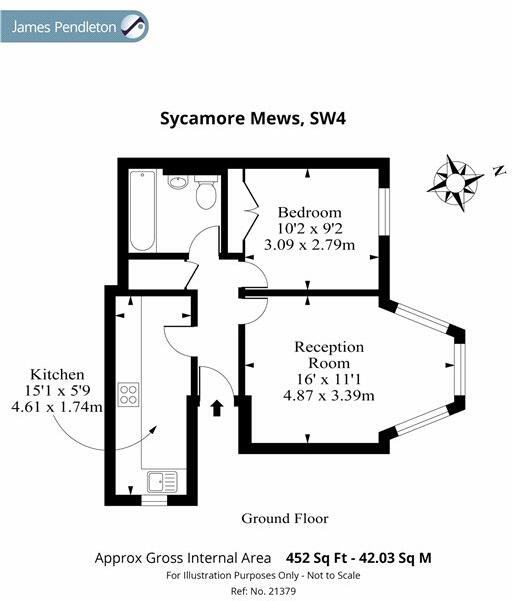 James Pendleton
Sycamore Mews, SW4
N
Bedroom
10'2 x 9'2
3.09 x 2.79m
Reception
Room
16' x 11'1
4.87 x 3.39m
Kitchen
15'1 x 5'9
4.61 x 1.74m
Ground Floor
Approx Gross Internal Area 452 Sq Ft - 42.03 Sq M
For Illustration Purposes Only - Not to Scale
Ref: No. 21379